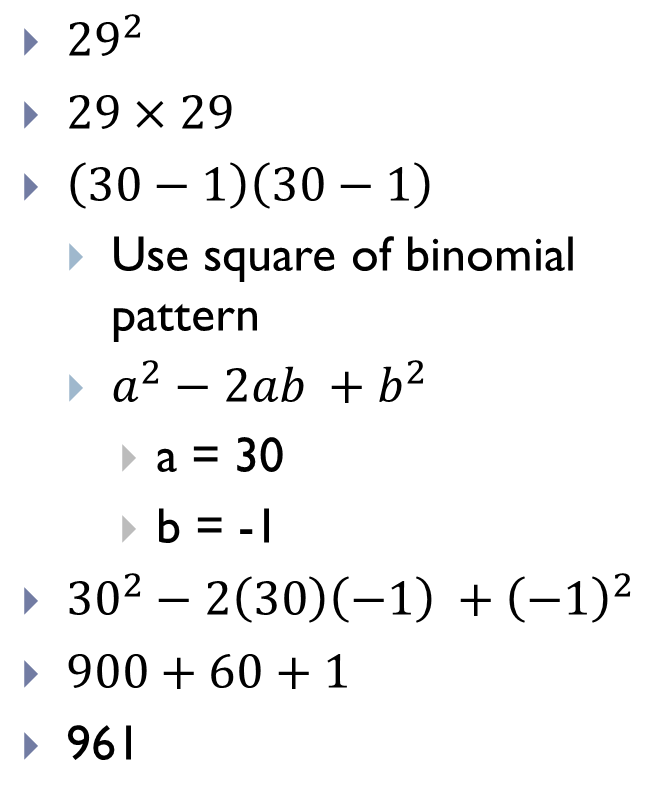 29²
29 × 29
(30 − 1)(30 − 1)
Use square of binomial
pattern
a² − 2ab + b²
a = 30
b = -1
30² − 2(30)(−1) + (−1)²
900 + 60 + 1
961